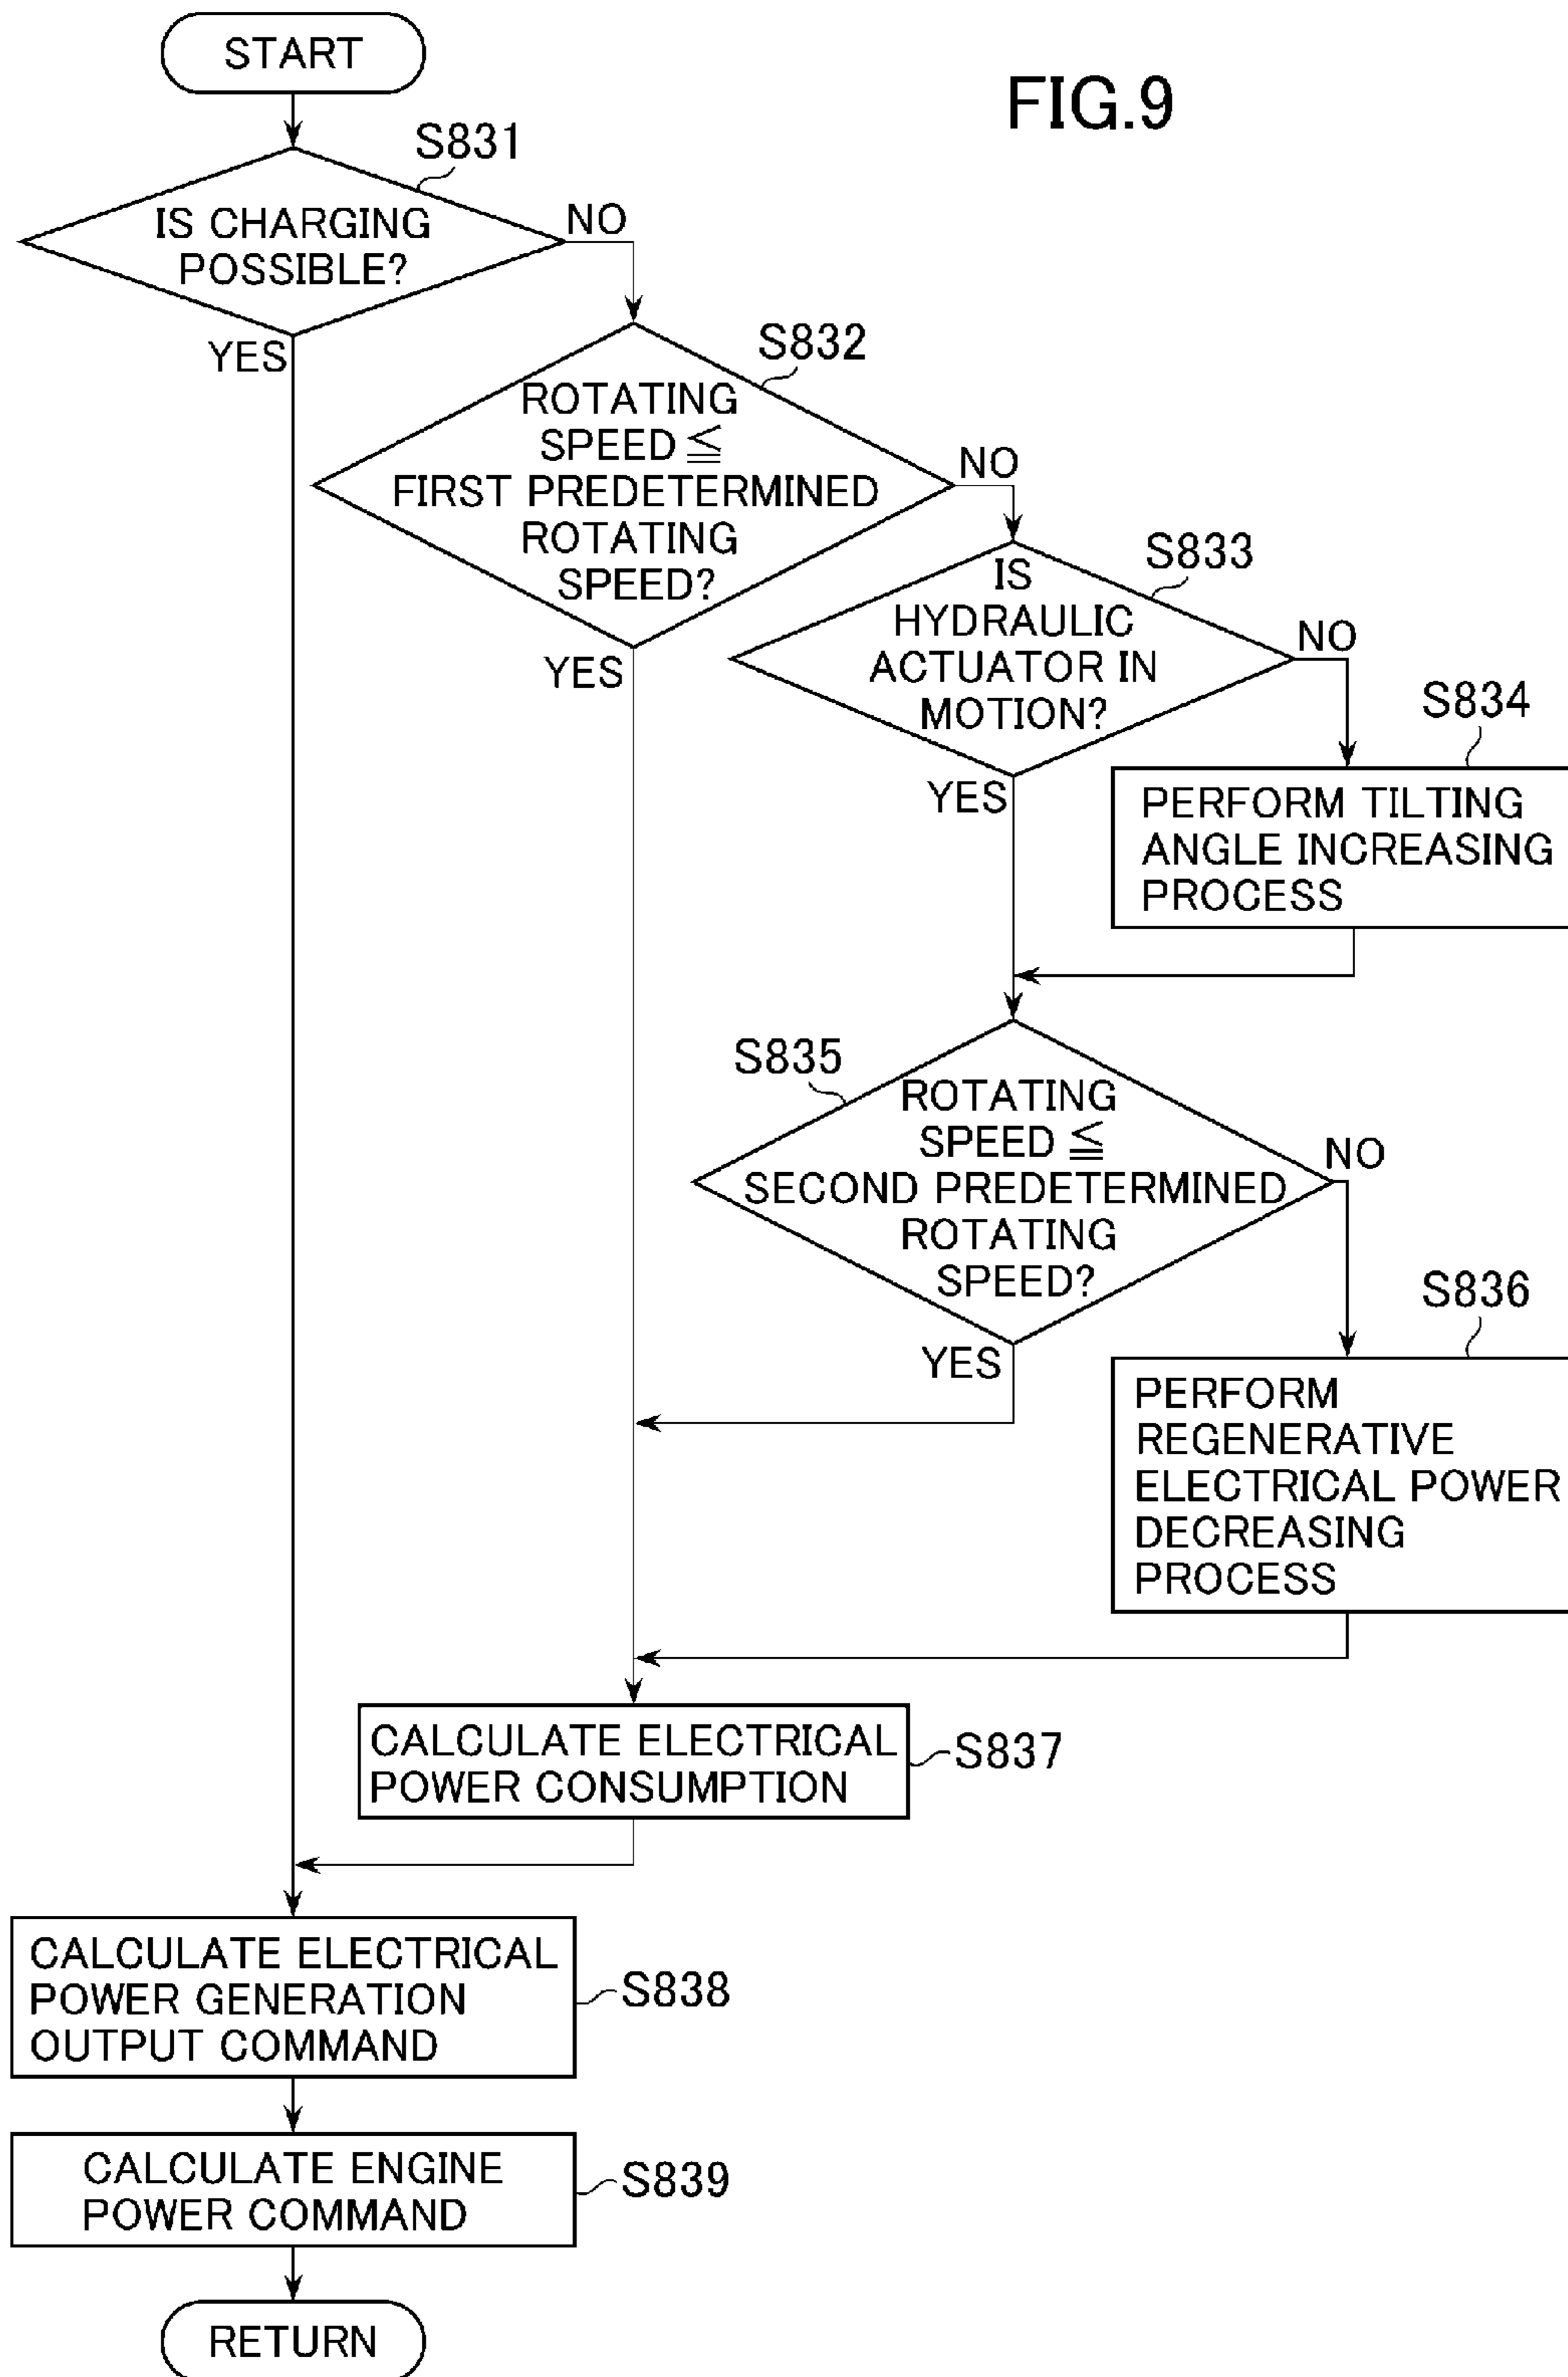 START
FIG.9
S831
IS CHARGING
POSSIBLE?
NO
YES
S832
ROTATING
SPEED ≦
FIRST PREDETERMINED
ROTATING
SPEED?
NO
YES
S833
IS
HYDRAULIC
ACTUATOR IN
MOTION?
NO
YES
S834
PERFORM TILTING
ANGLE INCREASING
PROCESS
S835
ROTATING
SPEED ≦
SECOND PREDETERMINED
ROTATING
SPEED?
NO
YES
S836
PERFORM
REGENERATIVE
ELECTRICAL POWER
DECREASING
PROCESS
CALCULATE ELECTRICAL
POWER CONSUMPTION
S837
CALCULATE ELECTRICAL
POWER GENERATION
OUTPUT COMMAND
S838
CALCULATE ENGINE
POWER COMMAND
S839
RETURN